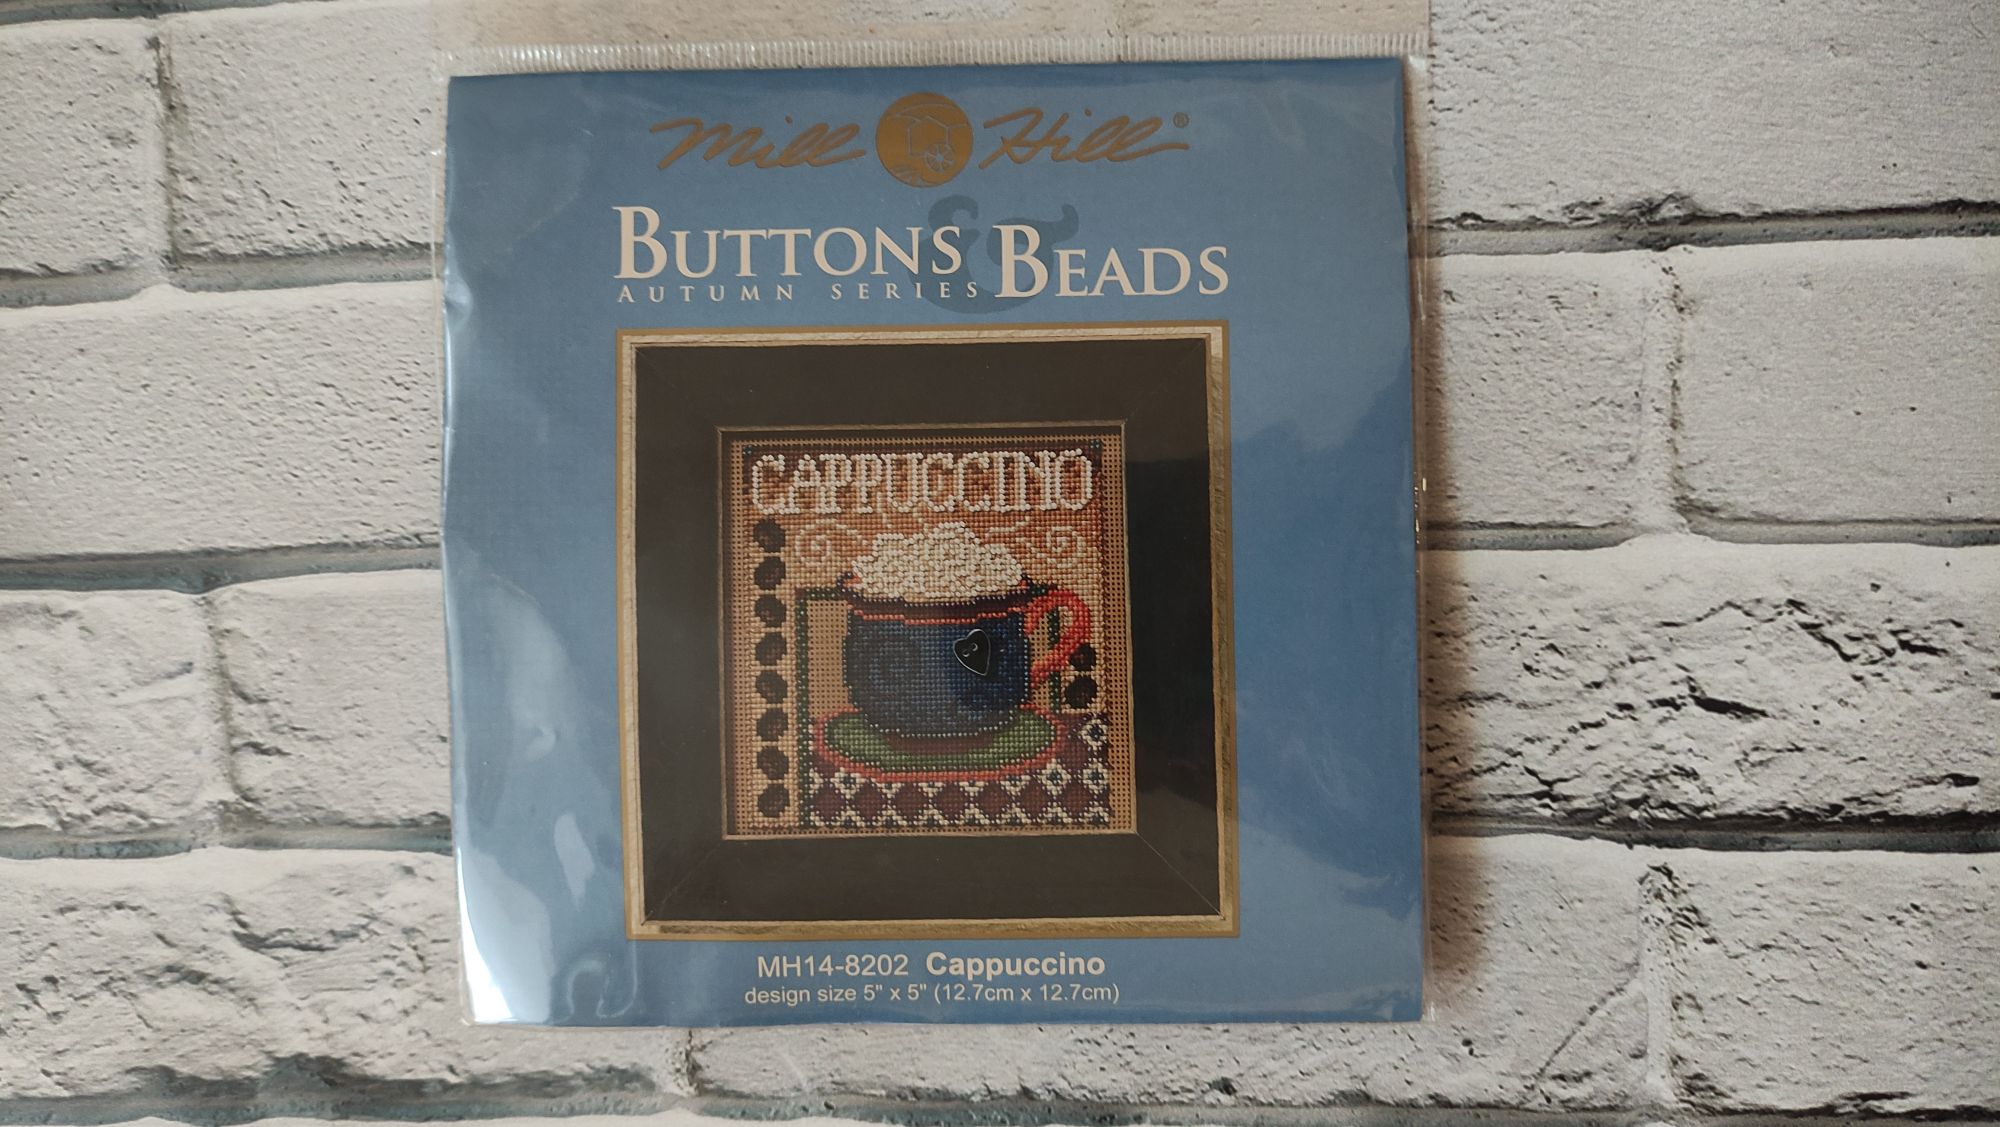 Mill Hill®
BUTTONS & BEADS
AUTUMN SERIES
CAPPUCCINO
MH14-8202 Cappuccino
design size 5" x 5" (12.7cm x 12.7cm)